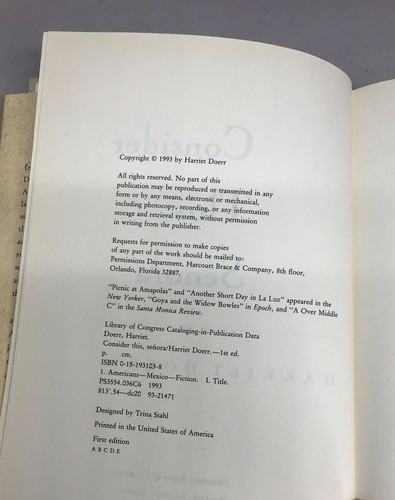 Copyright © 1993 by Harriet Doerr
All rights reserved. No part of this
publication may be reproduced or transmitted in any
form or by any means, electronic or mechanical,
including photocopy, recording, or any information
storage and retrieval system, without permission
in writing from the publisher.
Requests for permission to make copies
of any part of the work should be mailed to:
Permissions Department, Harcourt Brace & Company, 8th floor,
Orlando, Florida 32887.
"Picnic at Amapolas" and "Another Short Day in La Luz" appeared in the
New Yorker, "Goya and the Widow Bowles" in Epoch, and "A Over Middle
C" in the Santa Monica Review.
Library of Congress Cataloging-in-Publication Data
Doerr, Harriet.
Consider this, señora/Harriet Doerr.—1st ed.
p. cm.
ISBN 0-15-193103-8
1. Americans—Mexico—Fiction. I. Title.
PS3554.O36C6 1993
813'.54—dc20 93-21471
Designed by Trina Stahl
Printed in the United States of America
First edition
A B C D E